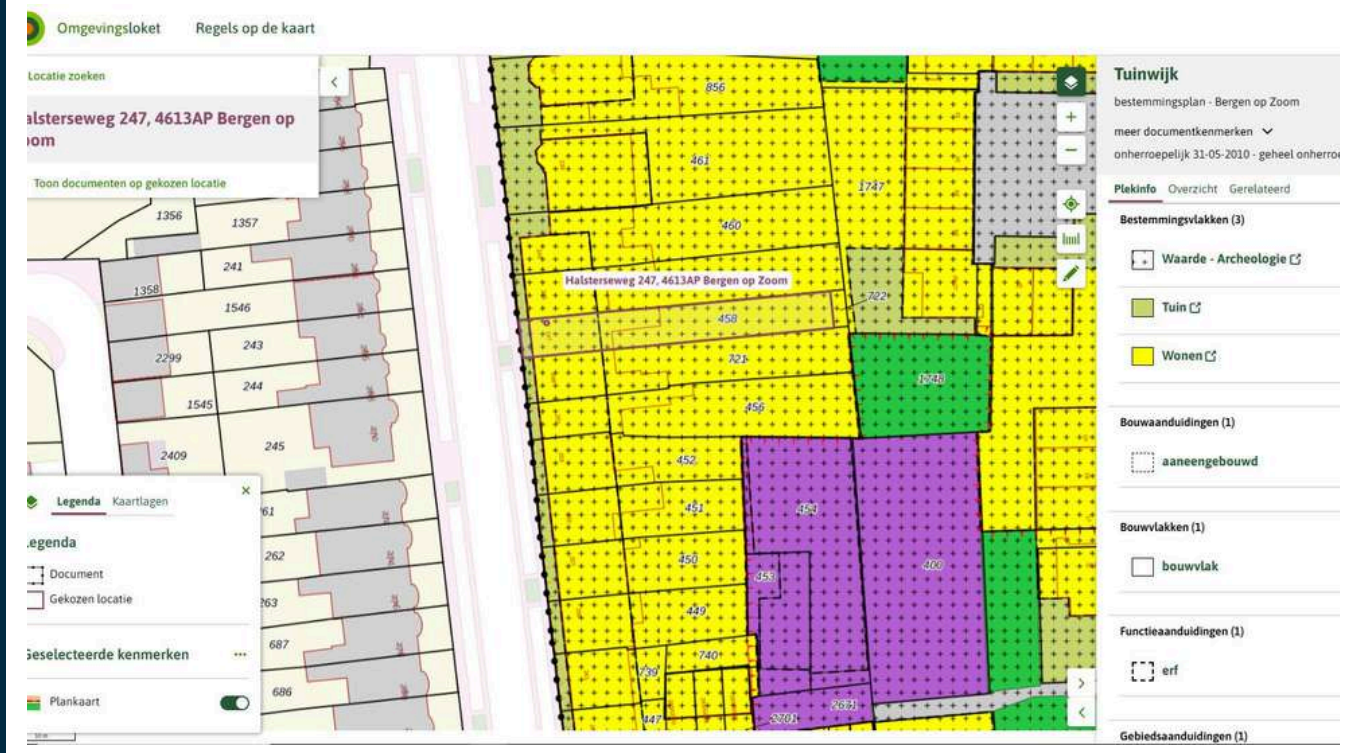 Omgevingsloket Regels op de kaart
Locatie zoeken
alsterseweg 247, 4613AP Bergen op
oom
Toon documenten op gekozen locatie
Tuinwijk
bestemmingsplan - Bergen op Zoom
meer documentkenmerken
onherroepelijk 31-05-2010 - geheel onherroe
Plekinfo Overzicht Gerelateerd
Bestemmingsvlakken (3)
Waarde - Archeologie
Tuin
Wonen
Bouwaanduidingen (1)
aaneengebouwd
Bouwvlakken (1)
bouwvlak
Functieaanduidingen (1)
erf
Gebiedsaanduidingen (1)
856
461
1747
460
Halsterseweg 247, 4613AP Bergen op Zoom
722
458
721
1748
456
452
451
454
450
400
453
449
740
739
447
2701
2671
1356
1357
241
1358
1546
243
2299
244
1545
245
2409
61
262
263
687
686
Legenda Kaartlagen
egenda
Document
Gekozen locatie
Geselecteerde kenmerken
Plankaart